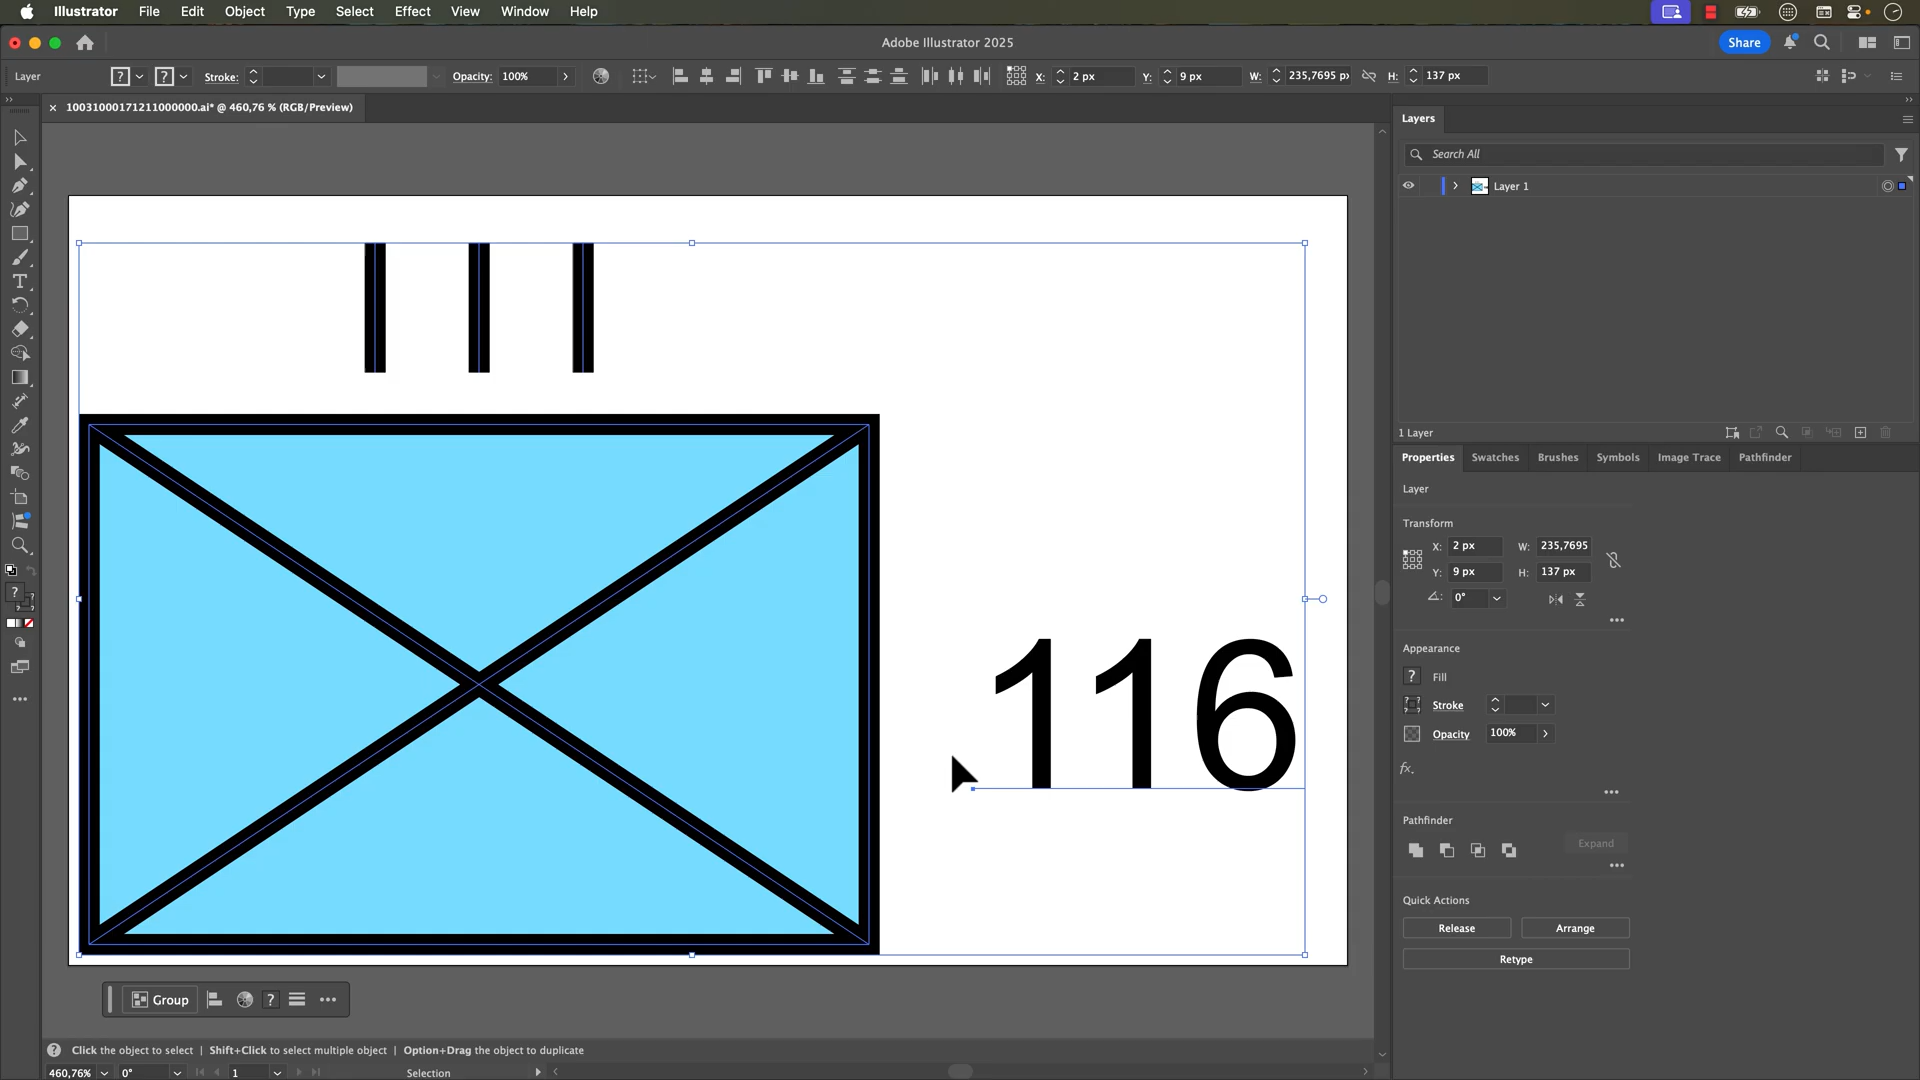 Illustrator File Edit Object Type Select Effect View Window Help
Adobe Illustrator 2025
Share
Layer ? ? Stroke: Opacity: 100% X: 2 px Y: 9 px W: 235,7695 px H: 137 px
10031000171211000000.ai* @ 460,76 % (RGB/Preview)
Layers
Search All
Layer 1
1 Layer
Properties Swatches Brushes Symbols Image Trace Pathfinder
Layer
Transform
X: 2 px W: 235,7695
Y: 9 px H: 137 px
0°
Appearance
? Fill
Stroke
Opacity 100%
fx.
Pathfinder
Expand
Quick Actions
Release Arrange
Retype
116
Group ?
Click the object to select | Shift+Click to select multiple object | Option+Drag the object to duplicate
460,76% 0° 1 Selection